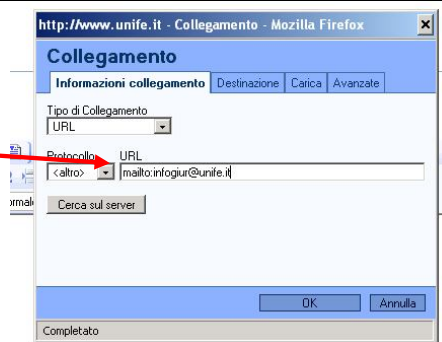 http://www.unife.it - Collegamento - Mozilla Firefox
Collegamento
Informazioni collegamento Destinazione Carica Avanzate
Tipo di Collegamento
URL
Protocollo URL
<altro> mailto:infogiur@unife.it
Cerca sul server
OK Annulla
Completato